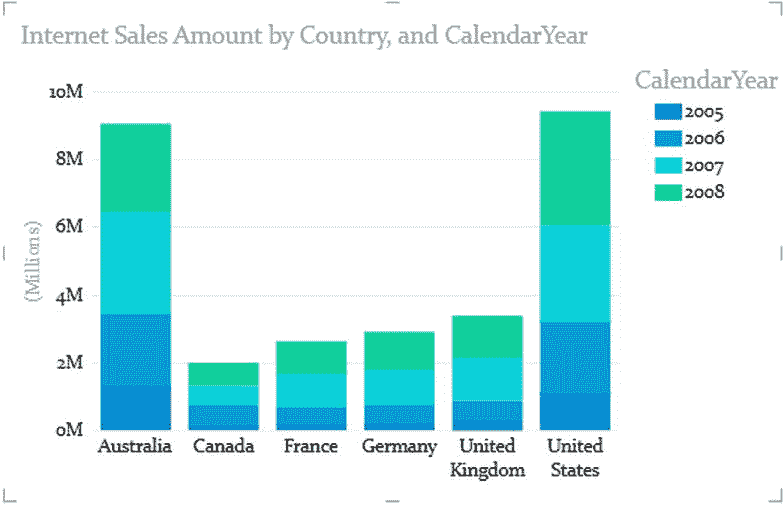 Internet Sales Amount by Country, and CalendarYear
CalendarYear
2005
2006
2007
2008
(Millions)
10M
8M
6M
4M
2M
0M
Australia
Canada
France
Germany
United
Kingdom
United
States